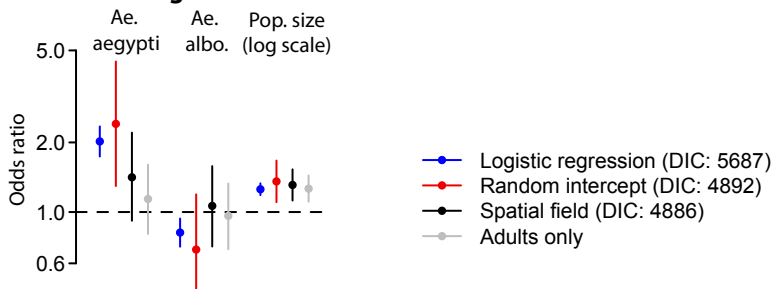 Ae. aegypti
Ae. albo.
Pop. size (log scale)
Odds ratio
5.0
2.0
1.0
0.6
Logistic regression (DIC: 5687)
Random intercept (DIC: 4892)
Spatial field (DIC: 4886)
Adults only